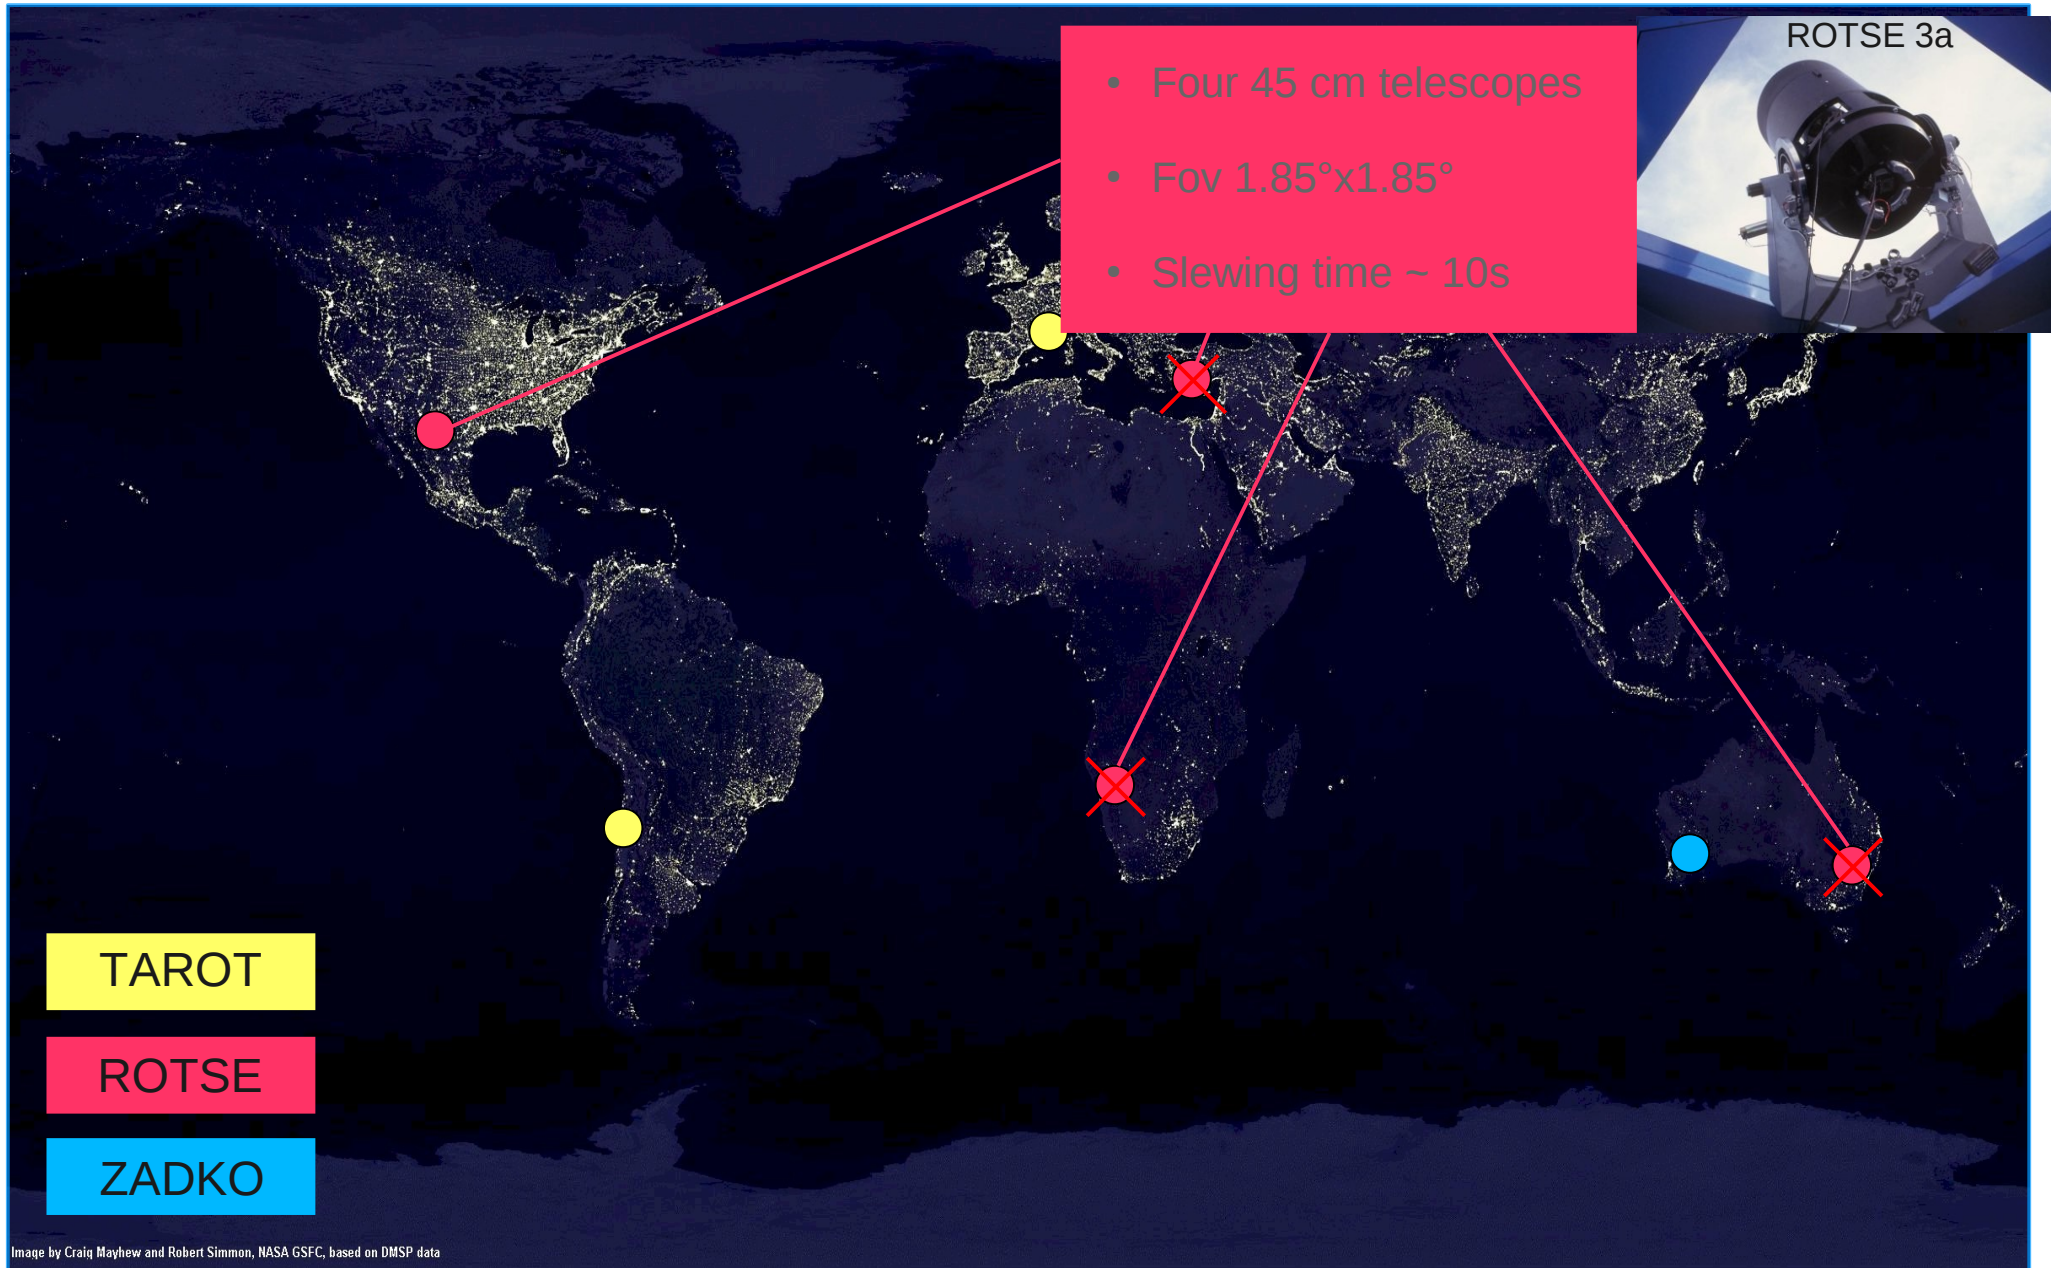 ROTSE 3a
• Four 45 cm telescopes
• Fov 1.85°x1.85°
• Slewing time ~ 10s
TAROT
ROTSE
ZADKO
Image by Craig Mayhew and Robert Simmon, NASA GSFC, based on DMSP data